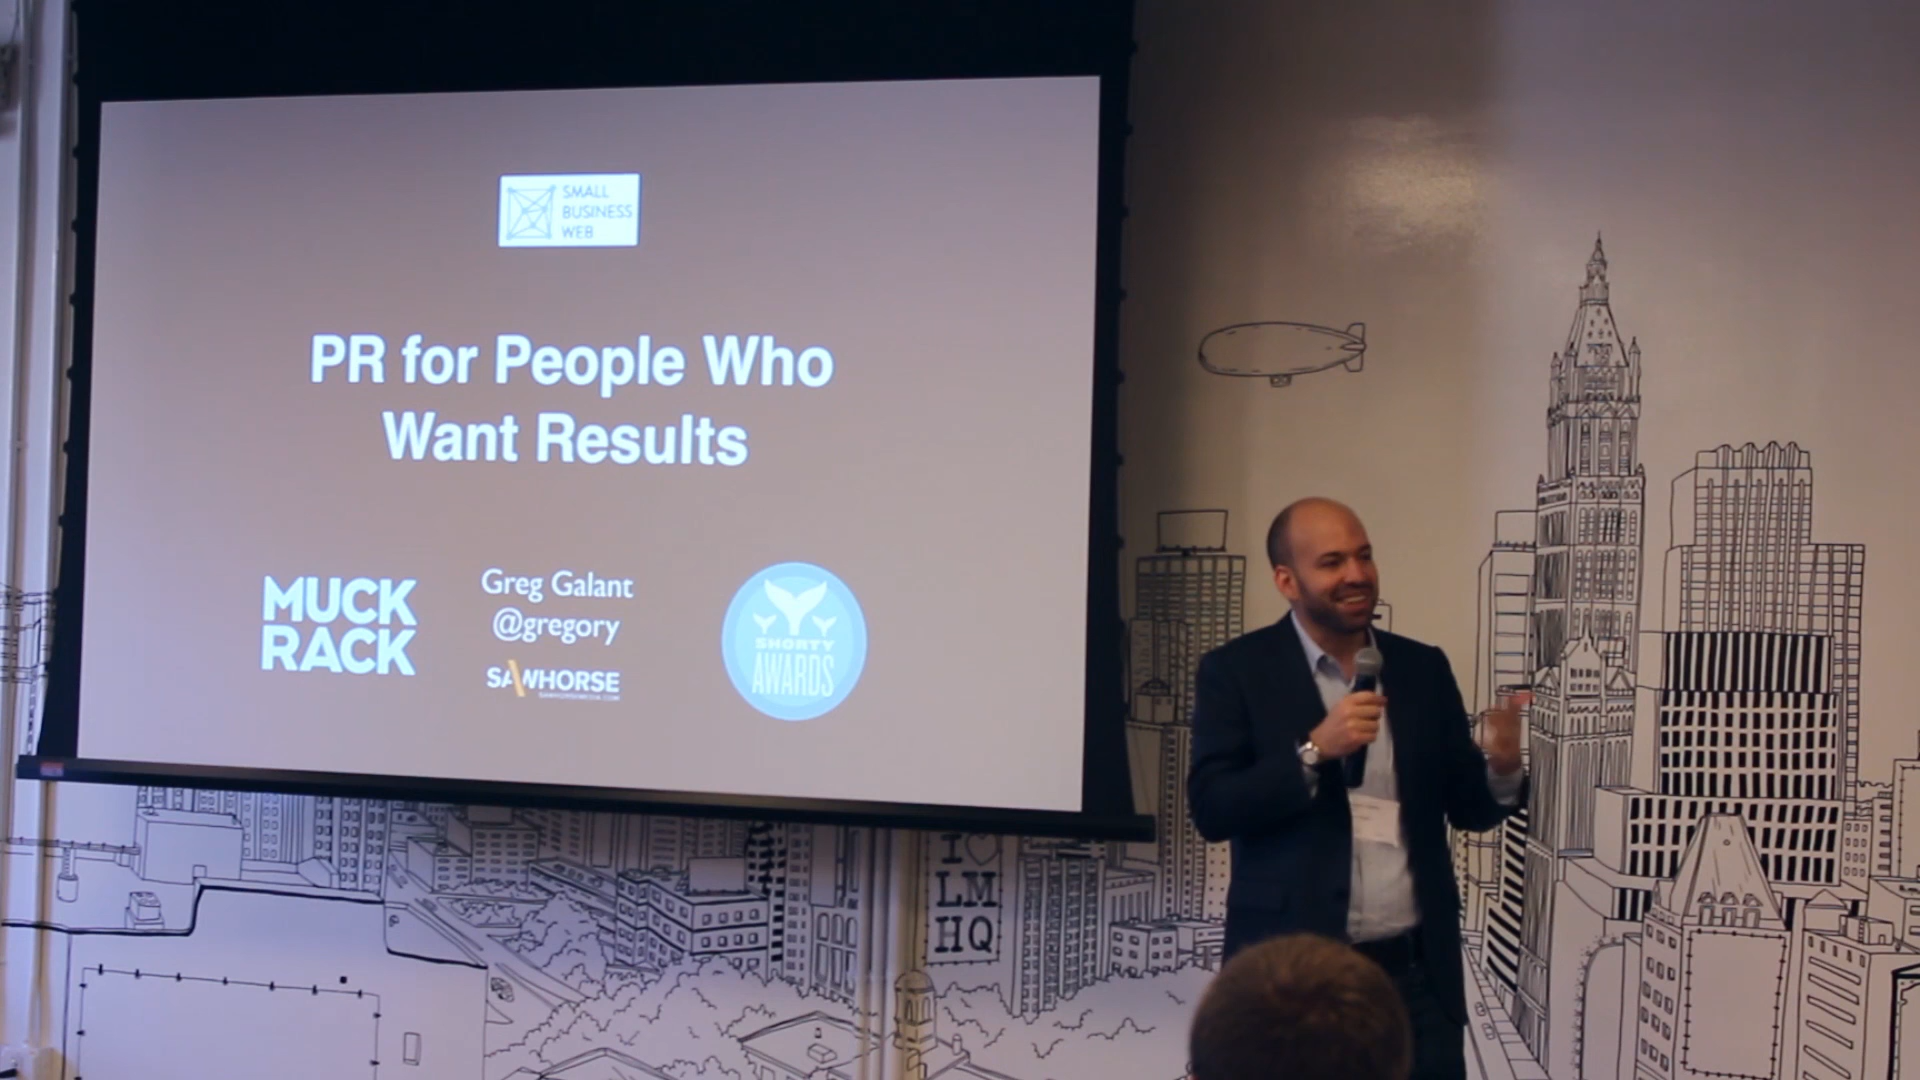 SMALL
BUSINESS
WEB
PR for People Who
Want Results
MUCK
RACK
Greg Galant
@gregory
SAWHORSE
SHORTY
AWARDS
I♡
LM
HQ